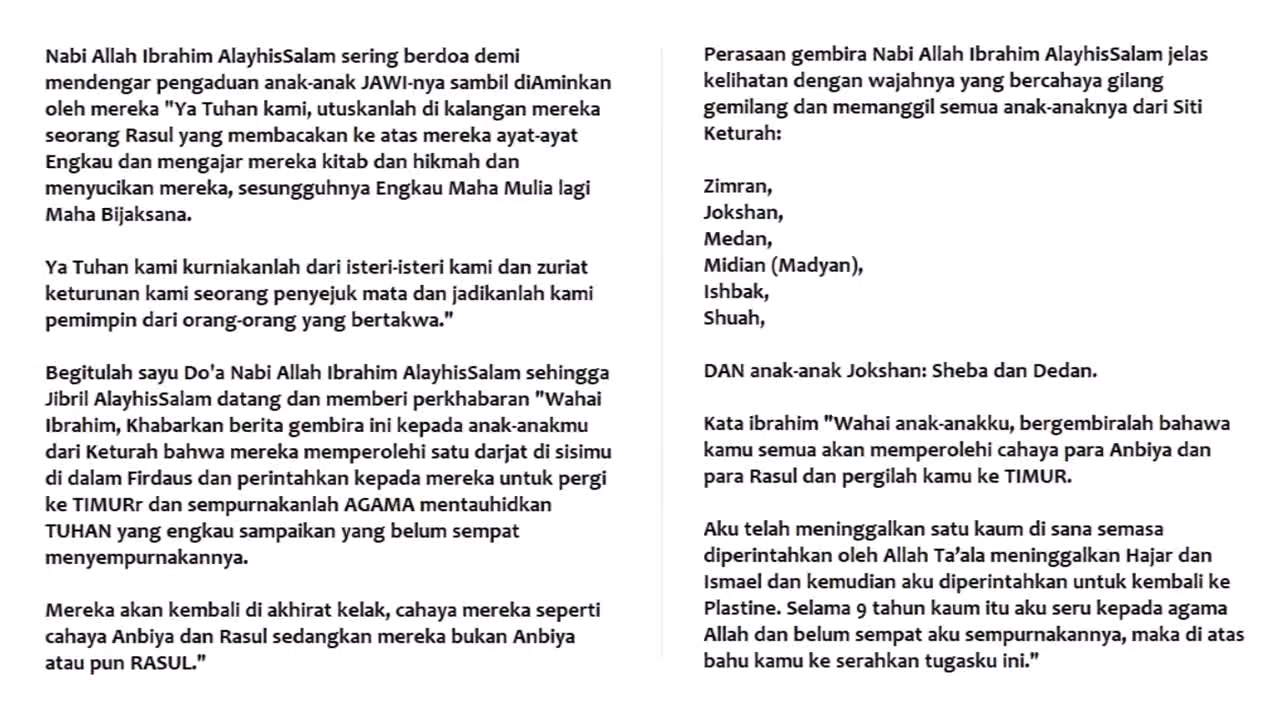 Nabi Allah Ibrahim AlayhisSalam sering berdoa demi
mendengar pengaduan anak-anak JAWI-nya sambil diAminkan
oleh mereka "Ya Tuhan kami, utuskanlah di kalangan mereka
seorang Rasul yang membacakan ke atas mereka ayat-ayat
Engkau dan mengajar mereka kitab dan hikmah dan
menyucikan mereka, sesungguhnya Engkau Maha Mulia lagi
Maha Bijaksana.
Ya Tuhan kami kurniakanlah dari isteri-isteri kami dan zuriat
keturunan kami seorang penyejuk mata dan jadikanlah kami
pemimpin dari orang-orang yang bertakwa."
Begitulah sayu Do'a Nabi Allah Ibrahim AlayhisSalam sehingga
Jibril AlayhisSalam datang dan memberi perkhabaran "Wahai
Ibrahim, Khabarkan berita gembira ini kepada anak-anakmu
dari Keturah bahwa mereka memperolehi satu darjat di sisimu
di dalam Firdaus dan perintahkan kepada mereka untuk pergi
ke TIMURr dan sempurnakanlah AGAMA mentauhidkan
TUHAN yang engkau sampaikan yang belum sempat
menyempurnakannya.
Mereka akan kembali di akhirat kelak, cahaya mereka seperti
cahaya Anbiya dan Rasul sedangkan mereka bukan Anbiya
atau pun RASUL."
Perasaan gembira Nabi Allah Ibrahim AlayhisSalam jelas
kelihatan dengan wajahnya yang bercahaya gilang
gemilang dan memanggil semua anak-anaknya dari Siti
Keturah:
Zimran,
Jokshan,
Medan,
Midian (Madyan),
Ishbak,
Shuah,
DAN anak-anak Jokshan: Sheba dan Dedan.
Kata ibrahim "Wahai anak-anakku, bergembiralah bahawa
kamu semua akan memperolehi cahaya para Anbiya dan
para Rasul dan pergilah kamu ke TIMUR.
Aku telah meninggalkan satu kaum di sana semasa
diperintahkan oleh Allah Ta’ala meninggalkan Hajar dan
Ismael dan kemudian aku diperintahkan untuk kembali ke
Plastine. Selama 9 tahun kaum itu aku seru kepada agama
Allah dan belum sempat aku sempurnakannya, maka di atas
bahu kamu ke serahkan tugasku ini."